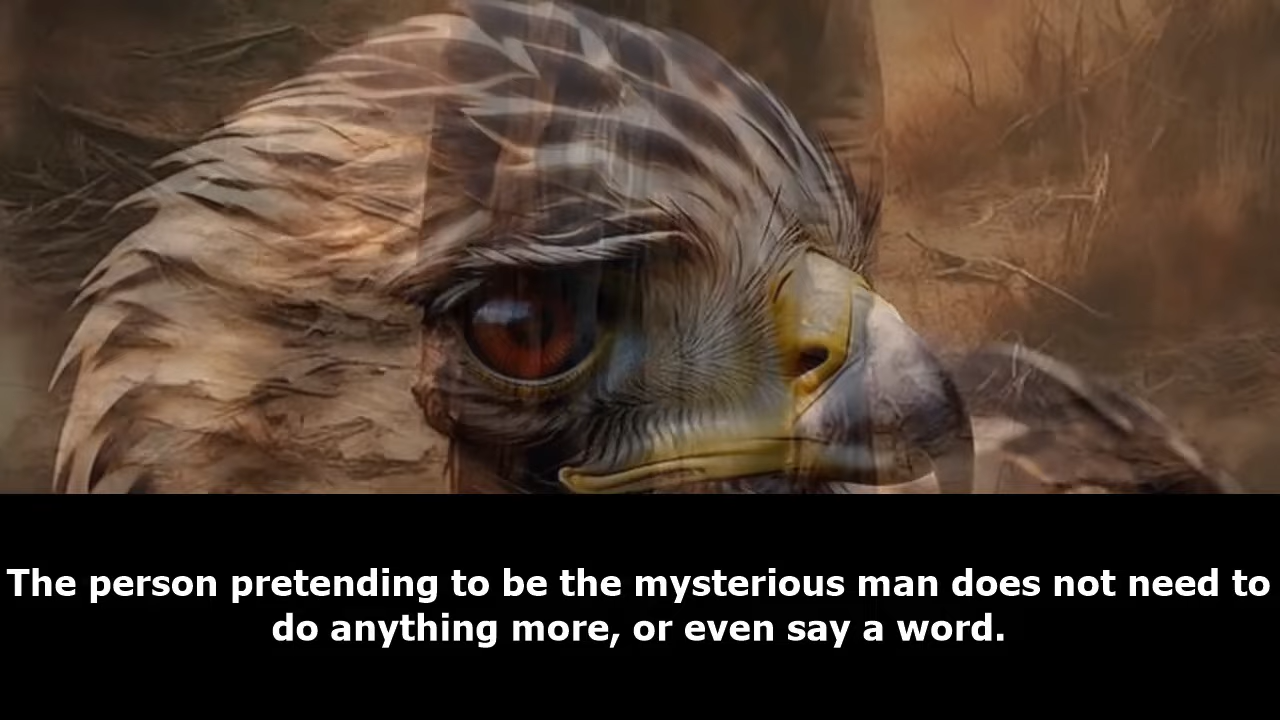 The person pretending to be the mysterious man does not need to
do anything more, or even say a word.